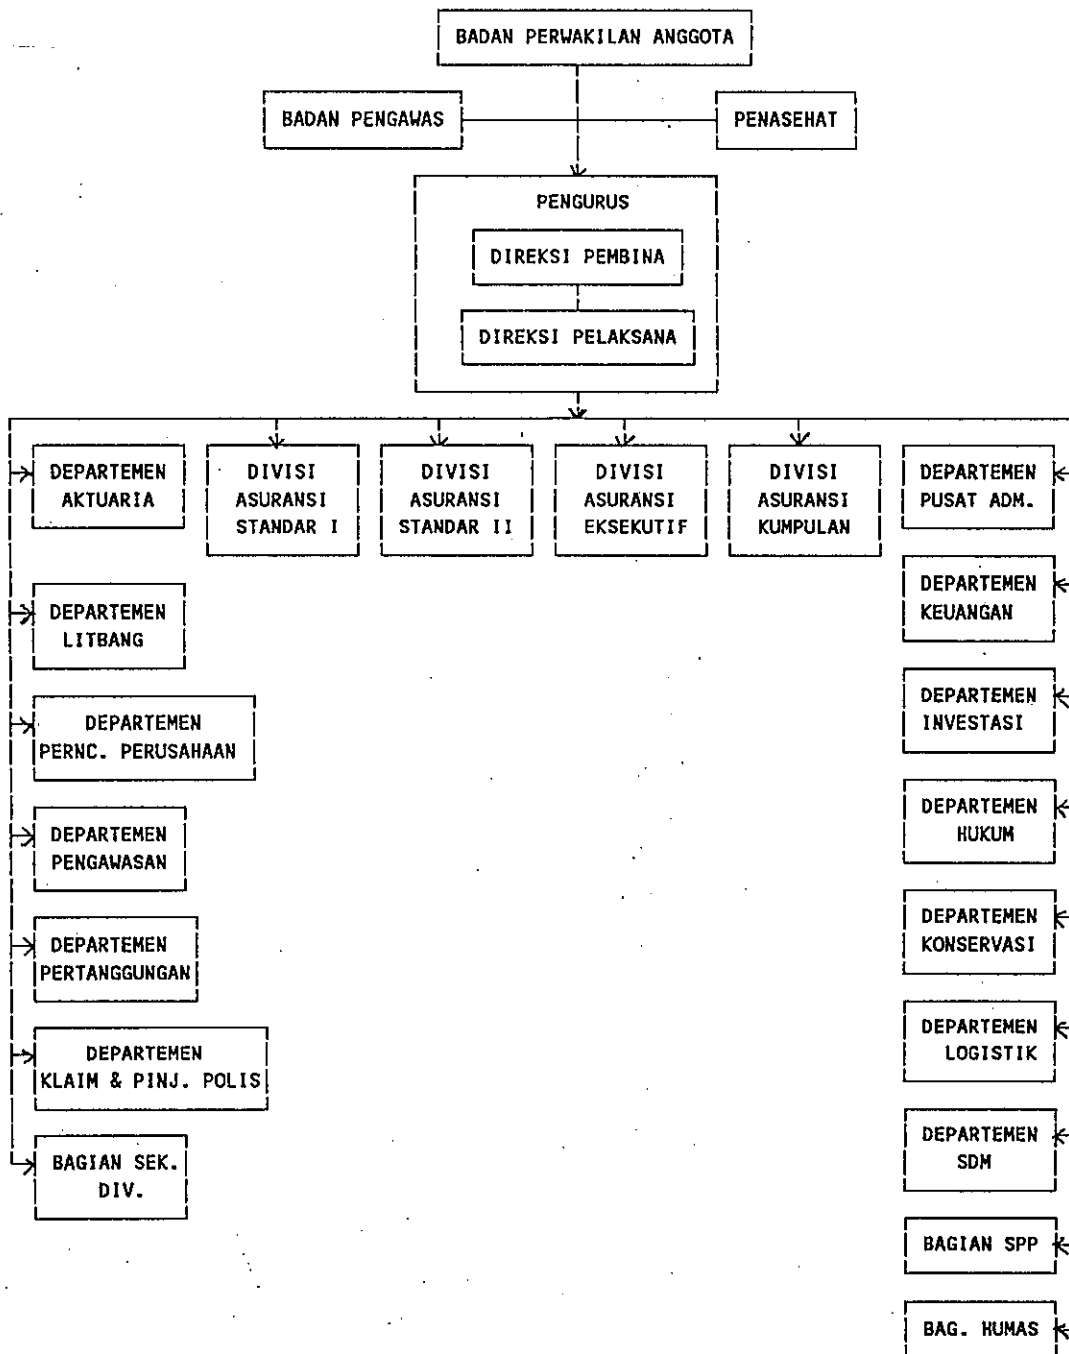 BADAN PERWAKILAN ANGGOTA
BADAN PENGAWAS
PENASEHAT
PENGURUS
DIREKSI PEMBINA
DIREKSI PELAKSANA
DEPARTEMEN
AKTUARIA
DIVISI
ASURANSI
STANDAR I
DIVISI
ASURANSI
STANDAR II
DIVISI
ASURANSI
EKSEKUTIF
DIVISI
ASURANSI
KUMPULAN
DEPARTEMEN
PUSAT ADM.
DEPARTEMEN
LITBANG
DEPARTEMEN
PERNC. PERUSAHAAN
DEPARTEMEN
PENGAWASAN
DEPARTEMEN
PERTANGGUNGAN
DEPARTEMEN
KLAIM & PINJ. POLIS
BAGIAN SEK.
DIV.
DEPARTEMEN
KEUANGAN
DEPARTEMEN
INVESTASI
DEPARTEMEN
HUKUM
DEPARTEMEN
KONSERVASI
DEPARTEMEN
LOGISTIK
DEPARTEMEN
SDM
BAGIAN SPP
BAG. HUMAS